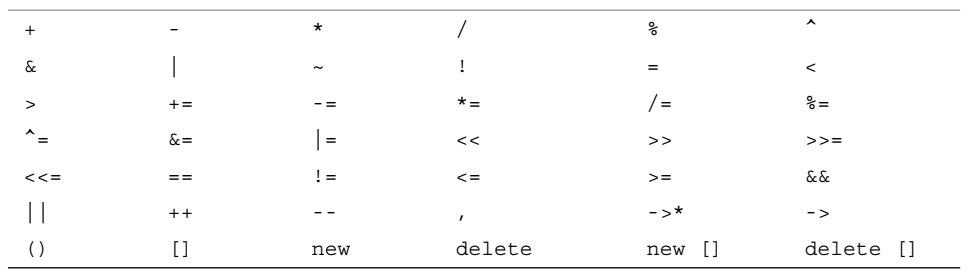 + - * / % ^
& | ~ ! = <
> += -= *= /= %=
^= &= |= << >> >>=
<<= == != <= >= &&
|| ++ -- , ->* ->
() [] new delete new [] delete []